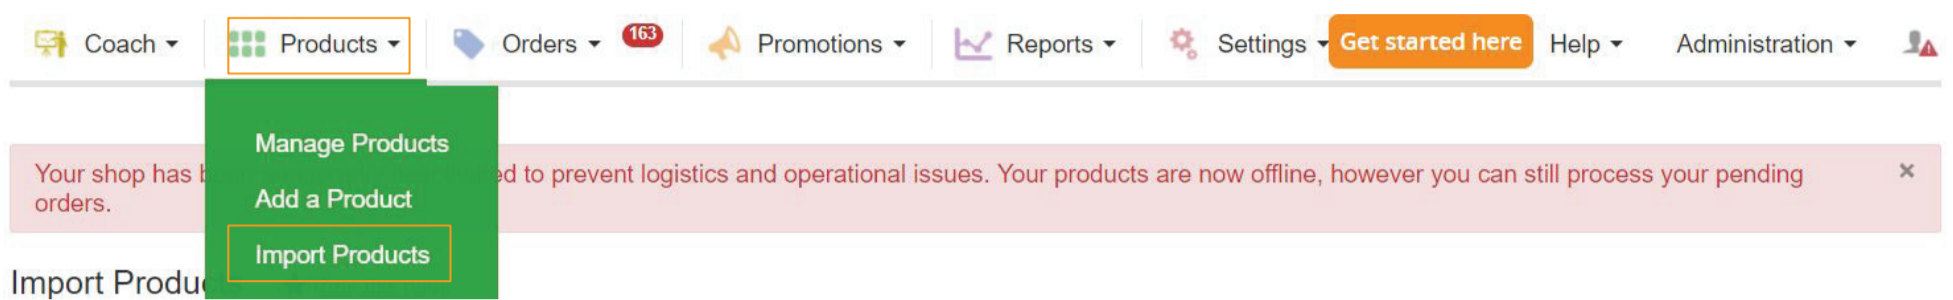 Coach Products Orders 163 Promotions Reports Settings Get started here Help Administration
Manage Products
Your shop has ed to prevent logistics and operational issues. Your products are now offline, however you can still process your pending ×
orders.
Add a Product
Import Products
Import